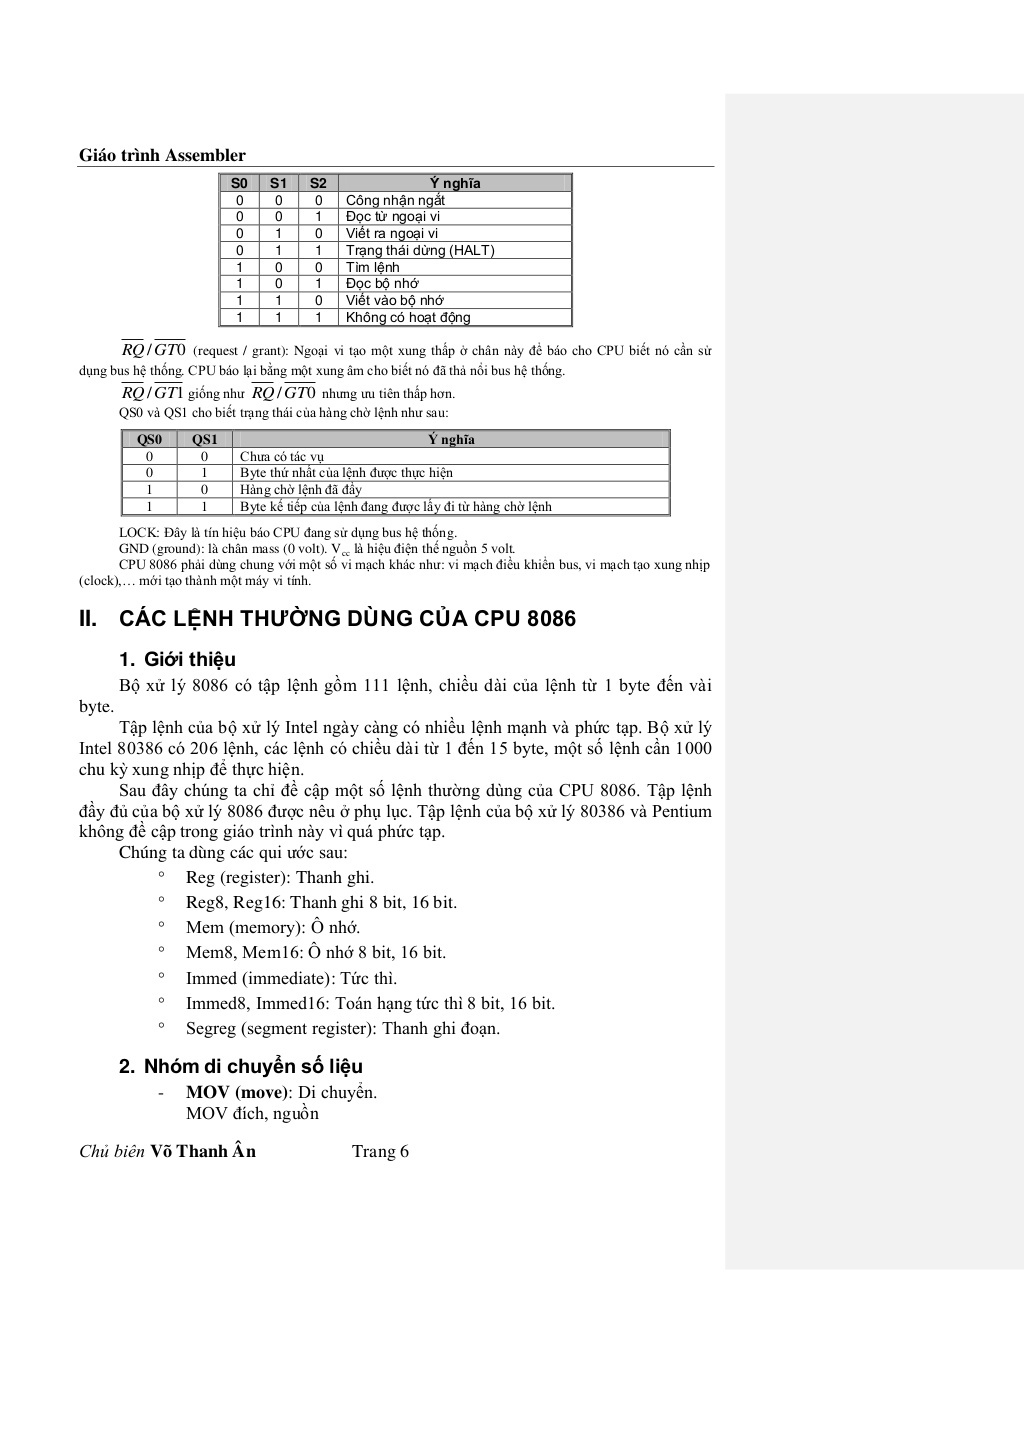 Giáo trình Assembler
S0 S1 S2 Ý nghĩa
0 0 0 Công nhận ngắt
0 0 1 Đọc từ ngoại vi
0 1 0 Viết ra ngoại vi
0 1 1 Trạng thái dừng (HALT)
1 0 0 Tìm lệnh
1 0 1 Đọc bộ nhớ
1 1 0 Viết vào bộ nhớ
1 1 1 Không có hoạt động
RQ / GT0 (request / grant): Ngoại vi tạo một xung thấp ở chân này để báo cho CPU biết nó cần sử
dụng bus hệ thống. CPU báo lại bằng một xung âm cho biết nó đã thả nổi bus hệ thống.
RQ / GT1 giống như RQ / GT0 nhưng ưu tiên thấp hơn.
QS0 và QS1 cho biết trạng thái của hàng chờ lệnh như sau:
QS0 QS1 Ý nghĩa
0 0 Chưa có tác vụ
0 1 Byte thứ nhất của lệnh được thực hiện
1 0 Hàng chờ lệnh đã đầy
1 1 Byte kế tiếp của lệnh đang được lấy đi từ hàng chờ lệnh
LOCK: Đây là tín hiệu báo CPU đang sử dụng bus hệ thống.
GND (ground): là chân mass (0 volt). Vcc là hiệu điện thế nguồn 5 volt.
CPU 8086 phải dùng chung với một số vi mạch khác như: vi mạch điều khiển bus, vi mạch tạo xung nhịp
(clock),… mới tạo thành một máy vi tính.
II. CÁC LỆNH THƯỜNG DÙNG CỦA CPU 8086
1. Giới thiệu
Bộ xử lý 8086 có tập lệnh gồm 111 lệnh, chiều dài của lệnh từ 1 byte đến vài
byte.
Tập lệnh của bộ xử lý Intel ngày càng có nhiều lệnh mạnh và phức tạp. Bộ xử lý
Intel 80386 có 206 lệnh, các lệnh có chiều dài từ 1 đến 15 byte, một số lệnh cần 1000
chu kỳ xung nhịp để thực hiện.
Sau đây chúng ta chỉ đề cập một số lệnh thường dùng của CPU 8086. Tập lệnh
đầy đủ của bộ xử lý 8086 được nêu ở phụ lục. Tập lệnh của bộ xử lý 80386 và Pentium
không đề cập trong giáo trình này vì quá phức tạp.
Chúng ta dùng các qui ước sau:
° Reg (register): Thanh ghi.
° Reg8, Reg16: Thanh ghi 8 bit, 16 bit.
° Mem (memory): Ô nhớ.
° Mem8, Mem16: Ô nhớ 8 bit, 16 bit.
° Immed (immediate): Tức thì.
° Immed8, Immed16: Toán hạng tức thì 8 bit, 16 bit.
° Segreg (segment register): Thanh ghi đoạn.
2. Nhóm di chuyển số liệu
- MOV (move): Di chuyển.
MOV đích, nguồn
Chủ biên Võ Thanh Ân Trang 6